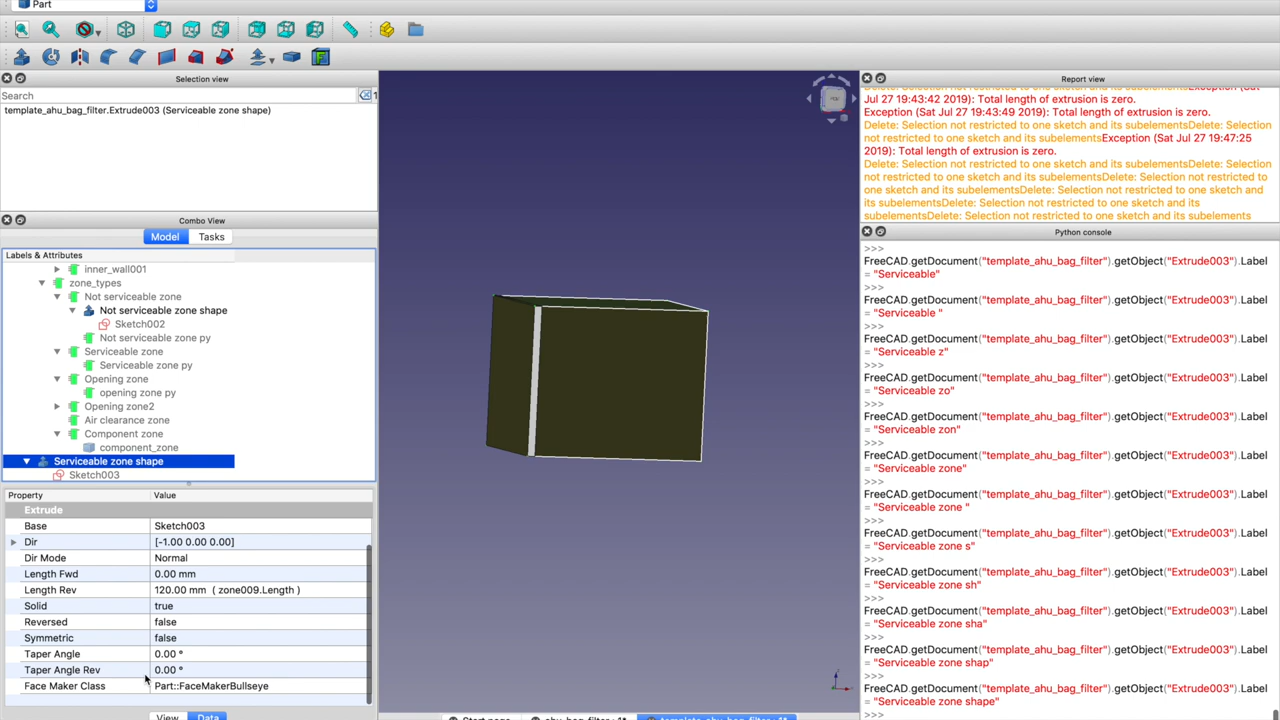 Part
Selection view
Search
1
template_ahu_bag_filter.Extrude003 (Serviceable zone shape)
Combo View
Model
Tasks
Labels & Attributes
inner_wall001
zone_types
Not serviceable zone
Not serviceable zone shape
Sketch002
Not serviceable zone py
Serviceable zone
Serviceable zone py
Opening zone
opening zone py
Opening zone2
Air clearance zone
Component zone
component_zone
Serviceable zone shape
Sketch003
Property Value
Extrude
Base Sketch003
Dir [-1.00 0.00 0.00]
Dir Mode Normal
Length Fwd 0.00 mm
Length Rev 120.00 mm ( zone009.Length )
Solid true
Reversed false
Symmetric false
Taper Angle 0.00 °
Taper Angle Rev 0.00 °
Face Maker Class Part::FaceMakerBullseye
View Data
Start page
template_ahu_bag_filter : 1*
Report view
Delete: Selection not restricted to one sketch and its subelementsException (Sat
Jul 27 19:43:42 2019): Total length of extrusion is zero.
Exception (Sat Jul 27 19:43:49 2019): Total length of extrusion is zero.
Delete: Selection not restricted to one sketch and its subelementsDelete: Selection
not restricted to one sketch and its subelementsException (Sat Jul 27 19:47:25
2019): Total length of extrusion is zero.
Delete: Selection not restricted to one sketch and its subelementsDelete: Selection
not restricted to one sketch and its subelementsDelete: Selection not restricted to
one sketch and its subelementsDelete: Selection not restricted to one sketch and its
subelementsDelete: Selection not restricted to one sketch and its
subelementsDelete: Selection not restricted to one sketch and its subelements
Python console
>>>
FreeCAD.getDocument("template_ahu_bag_filter").getObject("Extrude003").Label
= "Serviceable"
>>>
FreeCAD.getDocument("template_ahu_bag_filter").getObject("Extrude003").Label
= "Serviceable "
>>>
FreeCAD.getDocument("template_ahu_bag_filter").getObject("Extrude003").Label
= "Serviceable z"
>>>
FreeCAD.getDocument("template_ahu_bag_filter").getObject("Extrude003").Label
= "Serviceable zo"
>>>
FreeCAD.getDocument("template_ahu_bag_filter").getObject("Extrude003").Label
= "Serviceable zon"
>>>
FreeCAD.getDocument("template_ahu_bag_filter").getObject("Extrude003").Label
= "Serviceable zone"
>>>
FreeCAD.getDocument("template_ahu_bag_filter").getObject("Extrude003").Label
= "Serviceable zone "
>>>
FreeCAD.getDocument("template_ahu_bag_filter").getObject("Extrude003").Label
= "Serviceable zone s"
>>>
FreeCAD.getDocument("template_ahu_bag_filter").getObject("Extrude003").Label
= "Serviceable zone sh"
>>>
FreeCAD.getDocument("template_ahu_bag_filter").getObject("Extrude003").Label
= "Serviceable zone sha"
>>>
FreeCAD.getDocument("template_ahu_bag_filter").getObject("Extrude003").Label
= "Serviceable zone shap"
>>>
FreeCAD.getDocument("template_ahu_bag_filter").getObject("Extrude003").Label
= "Serviceable zone shape"
>>>